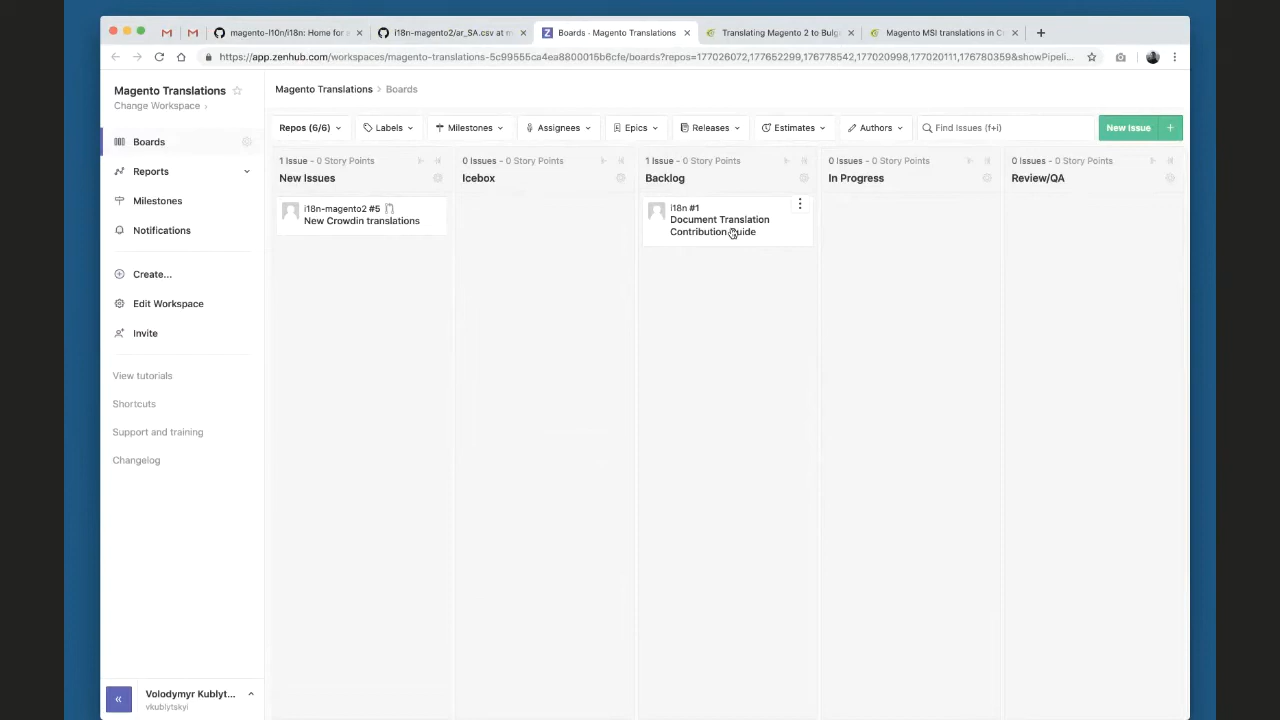 magento-l10n/i18n: Home for
i18n-magento2/ar_SA.csv at m
Boards - Magento Translations
Translating Magento 2 to Bulg
Magento MSI translations in C
https://app.zenhub.com/workspaces/magento-translations-5c99555ca4ea8800015b6cfe/boards?repos=177026072,177652299,176778542,177020998,177020111,176780359&showPipeli...
Magento Translations
Change Workspace
Magento Translations > Boards
Boards
Reports
Milestones
Notifications
Create...
Edit Workspace
Invite
View tutorials
Shortcuts
Support and training
Changelog
Volodymyr Kublyt...
vkublytskyi
Repos (6/6)
Labels
Milestones
Assignees
Epics
Releases
Estimates
Authors
Find Issues (f+i)
New Issue
1 Issue - 0 Story Points
New Issues
i18n-magento2 #5
New Crowdin translations
0 Issues - 0 Story Points
Icebox
1 Issue - 0 Story Points
Backlog
i18n #1
Document Translation
Contribution Guide
0 Issues - 0 Story Points
In Progress
0 Issues - 0 Story Points
Review/QA